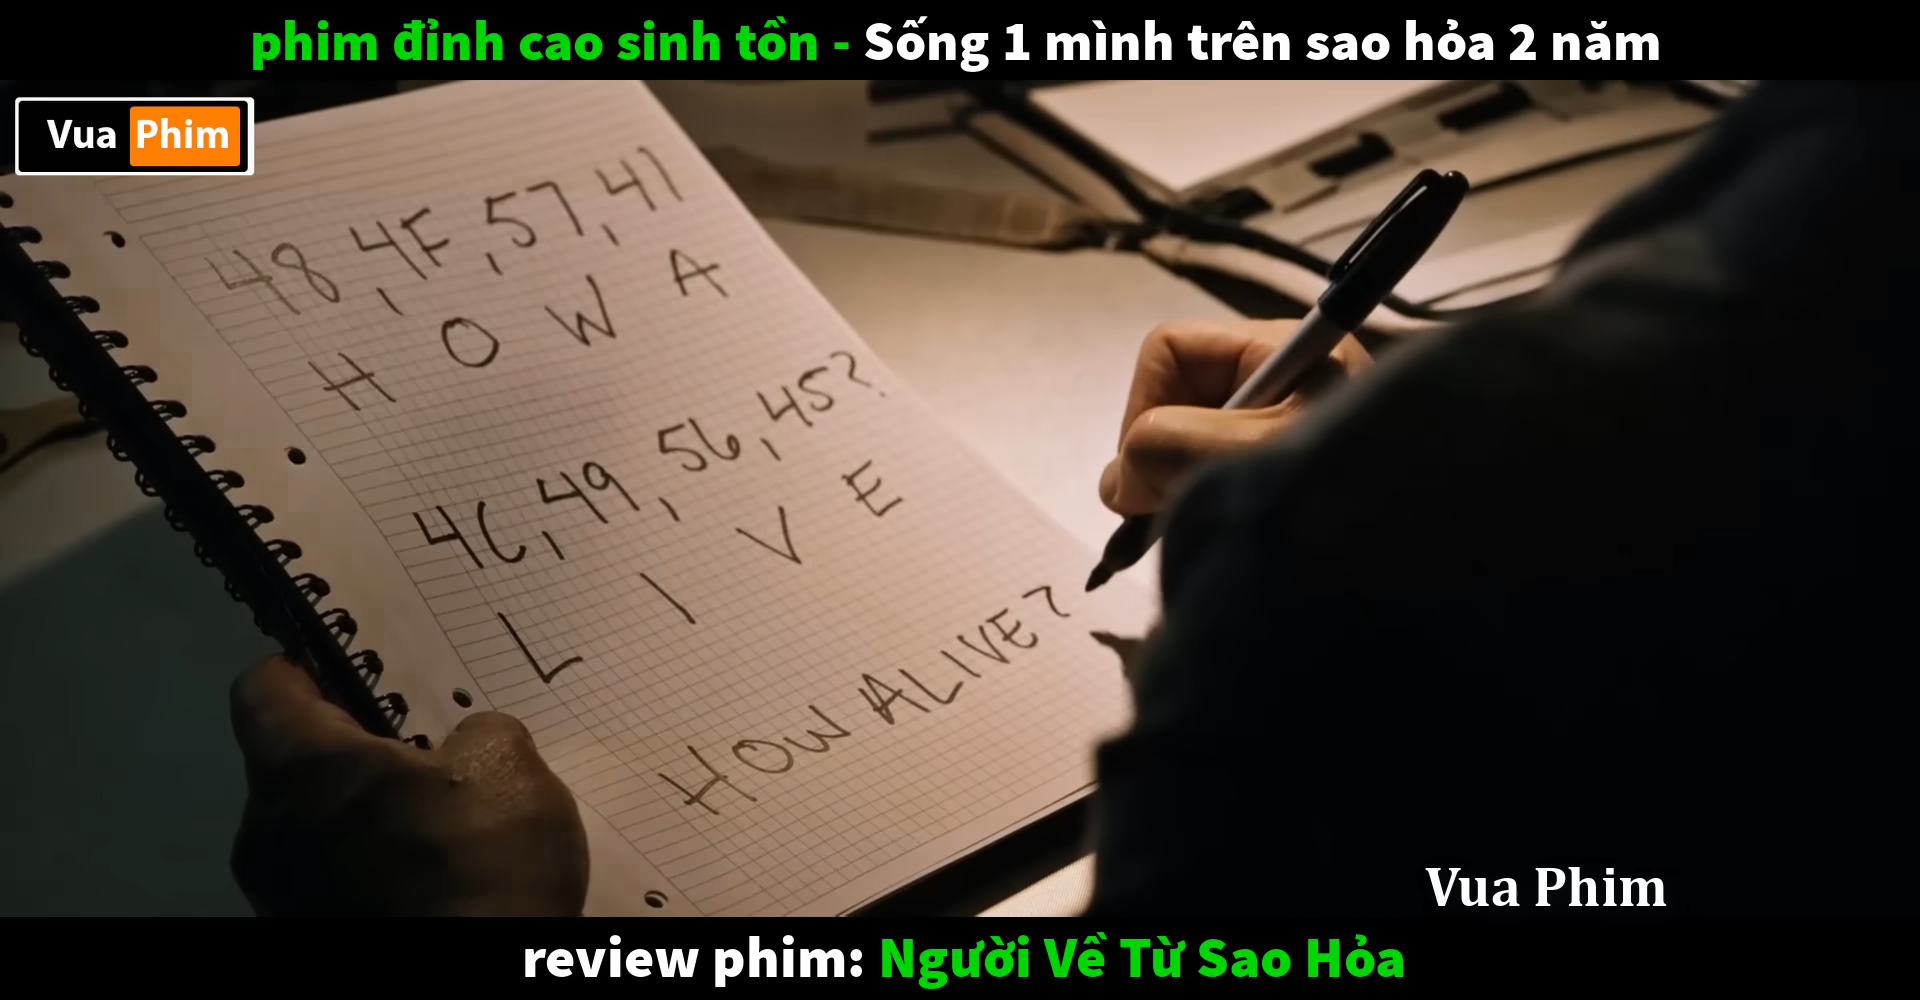 phim đỉnh cao sinh tồn - Sống 1 mình trên sao hỏa 2 năm
Vua Phim
48, 4F, 57, 41
H O W A
4C, 49, 56, 45?
L I V E
HOW ALIVE?
Vua Phim
review phim: Người Về Từ Sao Hỏa